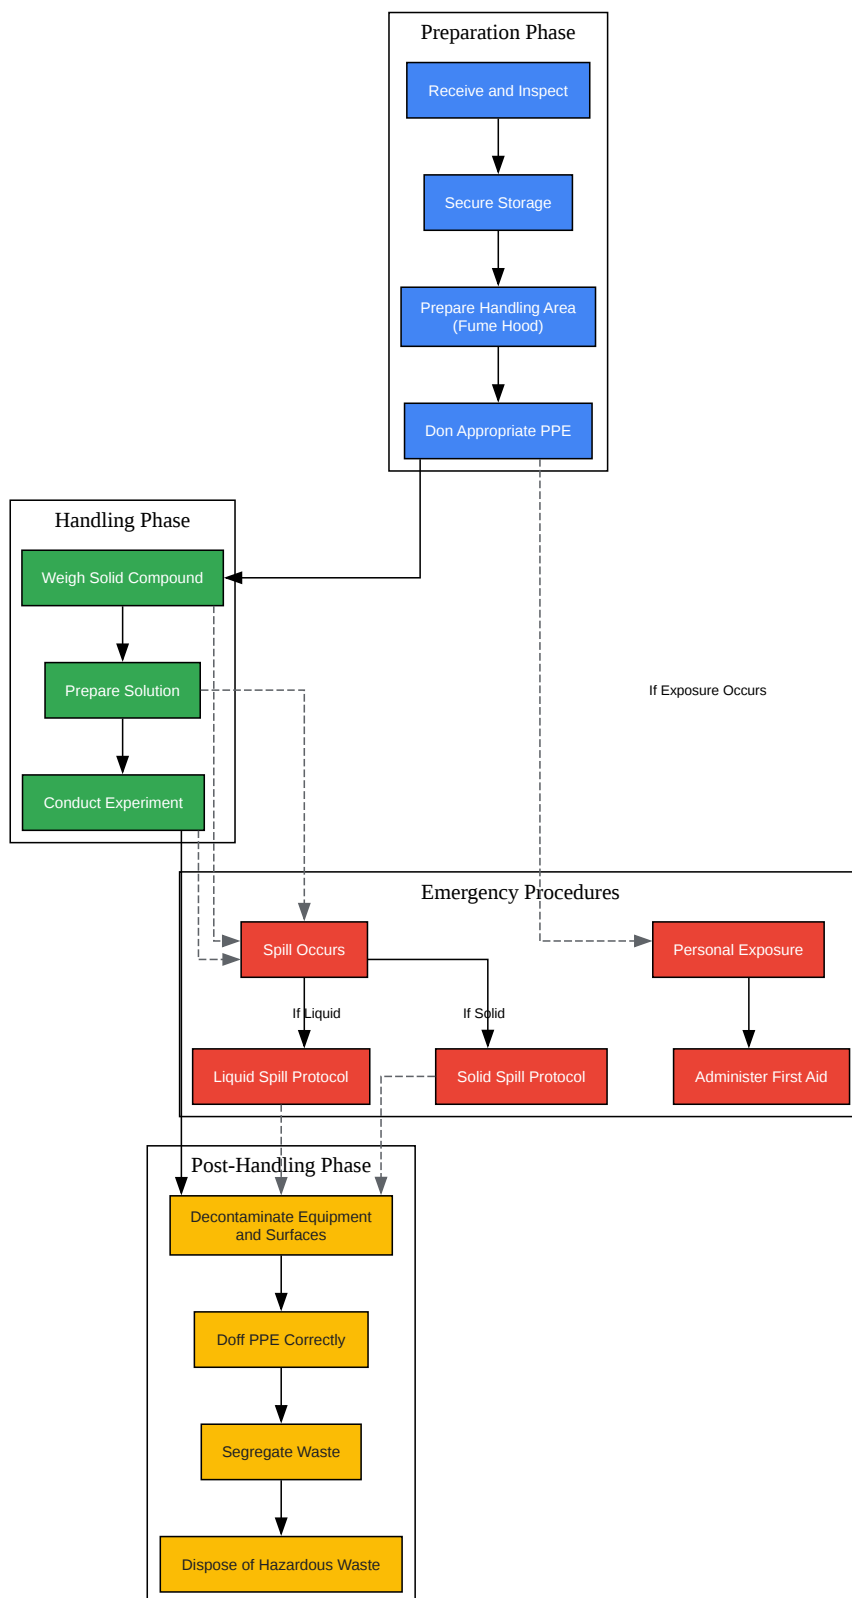 Preparation Phase
Receive and Inspect
Secure Storage
Prepare Handling Area
(Fume Hood)
Don Appropriate PPE
Handling Phase
Weigh Solid Compound
Prepare Solution
If Exposure Occurs
Conduct Experiment
Emergency Procedures
Spill Occurs
Personal Exposure
If Liquid
If Solid
Liquid Spill Protocol
Solid Spill Protocol
Administer First Aid
Post-Handling Phase
Decontaminate Equipment
and Surfaces
Doff PPE Correctly
Segregate Waste
Dispose of Hazardous Waste